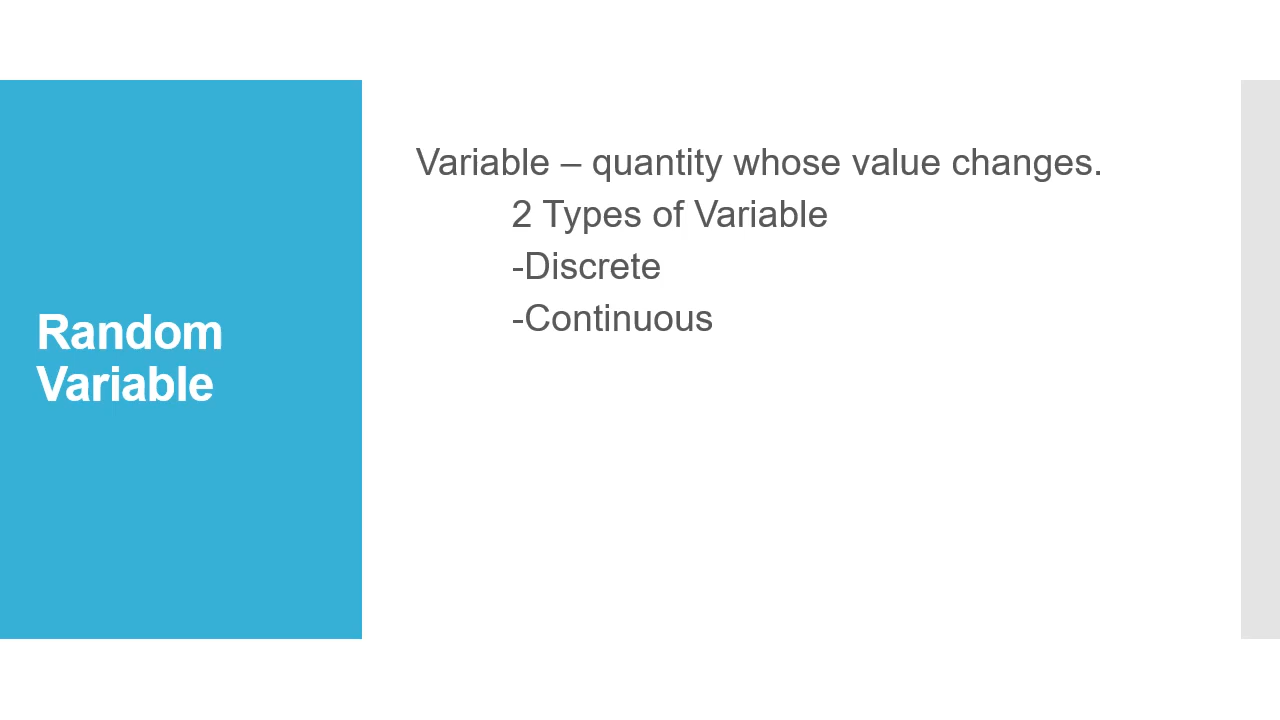 Random
Variable
Variable – quantity whose value changes.
2 Types of Variable
-Discrete
-Continuous